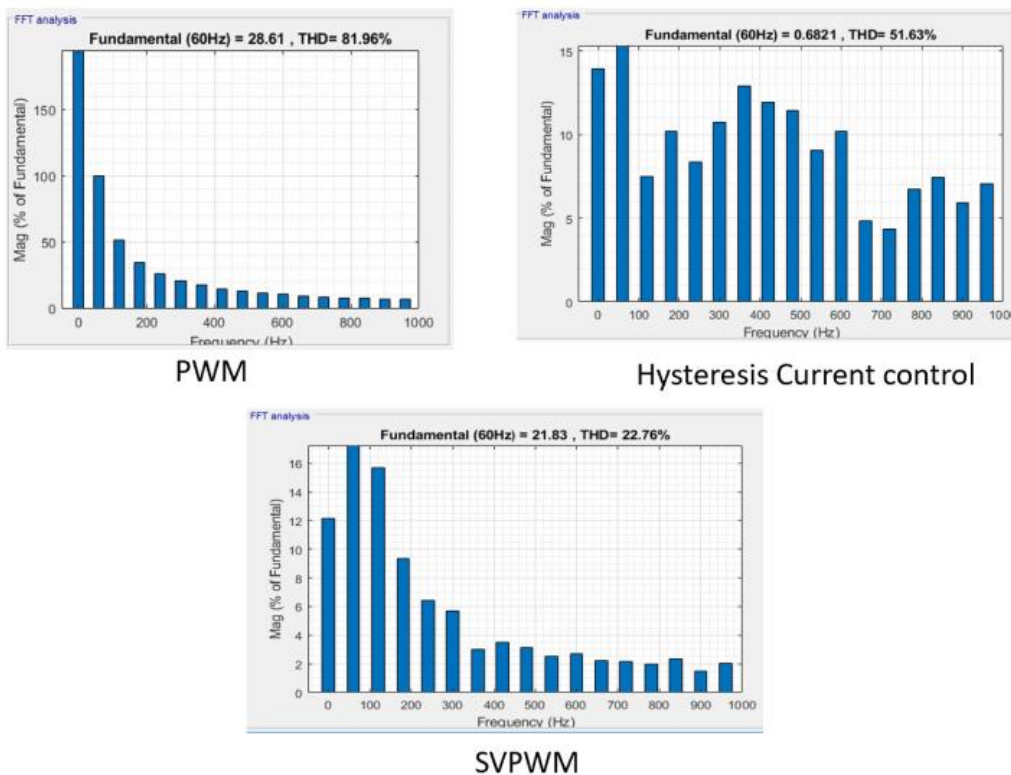 FFT analysis
Fundamental (60Hz) = 28.61 , THD= 81.96%
Mag (% of Fundamental)
150
100
50
0
0 200 400 600 800 1000
Frequency (Hz)
PWM
FFT analysis
Fundamental (60Hz) = 0.6821 , THD= 51.63%
Mag (% of Fundamental)
15
10
5
0
0 100 200 300 400 500 600 700 800 900 1000
Frequency (Hz)
Hysteresis Current control
FFT analysis
Fundamental (60Hz) = 21.83 , THD= 22.76%
Mag (% of Fundamental)
16
14
12
10
8
6
4
2
0
0 100 200 300 400 500 600 700 800 900 1000
Frequency (Hz)
SVPWM